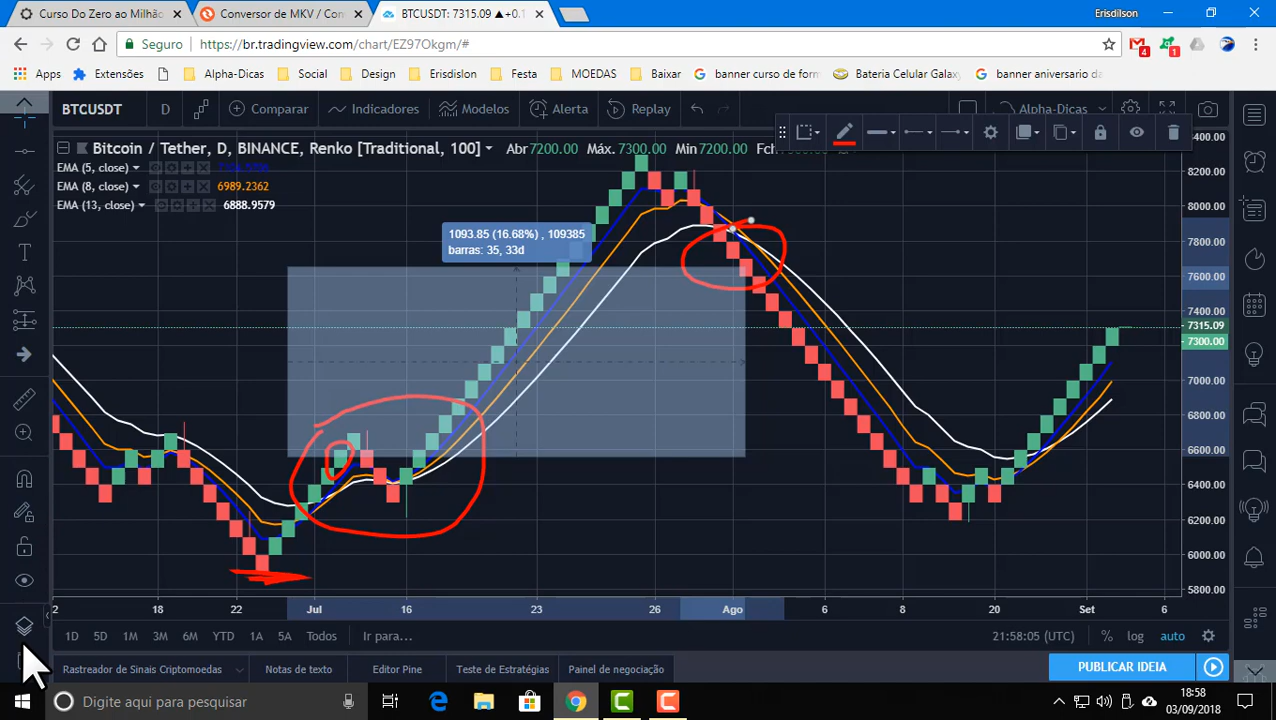 Curso Do Zero ao Milhão
Conversor de MKV / Con
BTCUSDT: 7315.09 ▲+0.1
Erisdilson
Seguro
https://br.tradingview.com/chart/EZ97Okgm/#
4
1
Apps
Extensões
Alpha-Dicas
Social
Design
Erisdislon
Festa
MOEDAS
Baixar
banner curso de form
Bateria Celular Galaxy
banner aniversario da
BTCUSDT
D
Comparar
Indicadores
Modelos
Alerta
Replay
Alpha-Dicas
Bitcoin / Tether, D, BINANCE, Renko [Traditional, 100]
Abr 7200.00 Máx. 7300.00 Min 7200.00
EMA (5, close)
EMA (8, close) 6989.2362
EMA (13, close) 6888.9579
1093.85 (16.68%) , 109385
barras: 35, 33d
8400.00
8200.00
8000.00
7800.00
7600.00
7400.00
7315.09
7300.00
7000.00
6800.00
6600.00
6400.00
6200.00
6000.00
5800.00
2 18 22 Jul 16 23 26 Ago 6 8 20 Set 6
1D 5D 1M 3M 6M YTD 1A 5A Todos Ir para...
21:58:05 (UTC) % log auto
Rastreador de Sinais Criptomoedas
Notas de texto
Editor Pine
Teste de Estratégias
Painel de negociação
PUBLICAR IDEIA
Digite aqui para pesquisar
18:58
03/09/2018